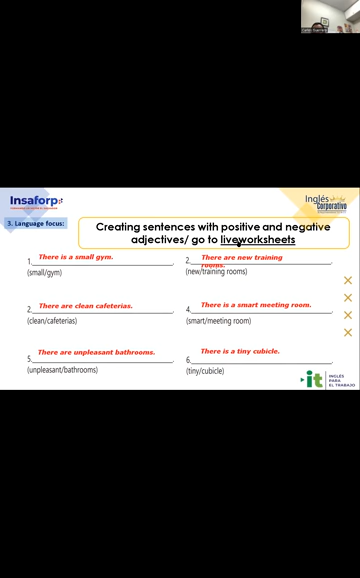 Insaforp
Inglés
Corporativo
3. Language focus:
Creating sentences with positive and negative
adjectives/ go to liveworksheets
1. There is a small gym.
(small/gym)
2. There are new training
rooms.
(new/training rooms)
2. There are clean cafeterias.
(clean/cafeterias)
4. There is a smart meeting room.
(smart/meeting room)
5. There are unpleasant bathrooms.
(unpleasant/bathrooms)
6. There is a tiny cubicle.
(tiny/cubicle)
it
INGLÉS
PARA
EL TRABAJO